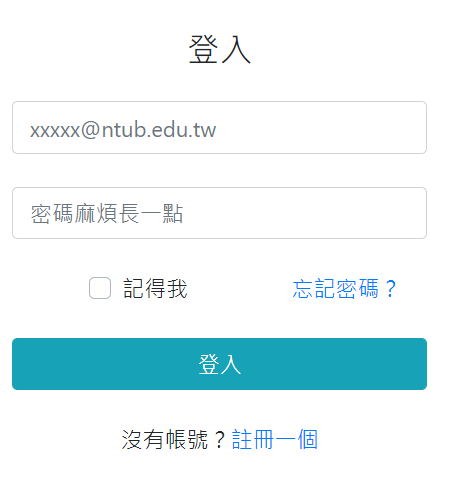 登入
xxxxx@ntub.edu.tw
密碼麻煩長一點
記得我 忘記密碼？
登入
沒有帳號？註冊一個